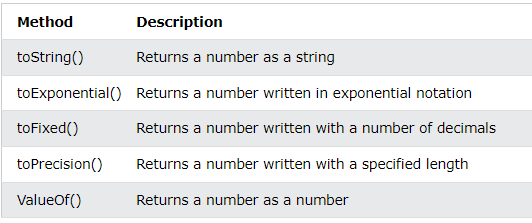 Method Description
toString() Returns a number as a string
toExponential() Returns a number written in exponential notation
toFixed() Returns a number written with a number of decimals
toPrecision() Returns a number written with a specified length
ValueOf() Returns a number as a number